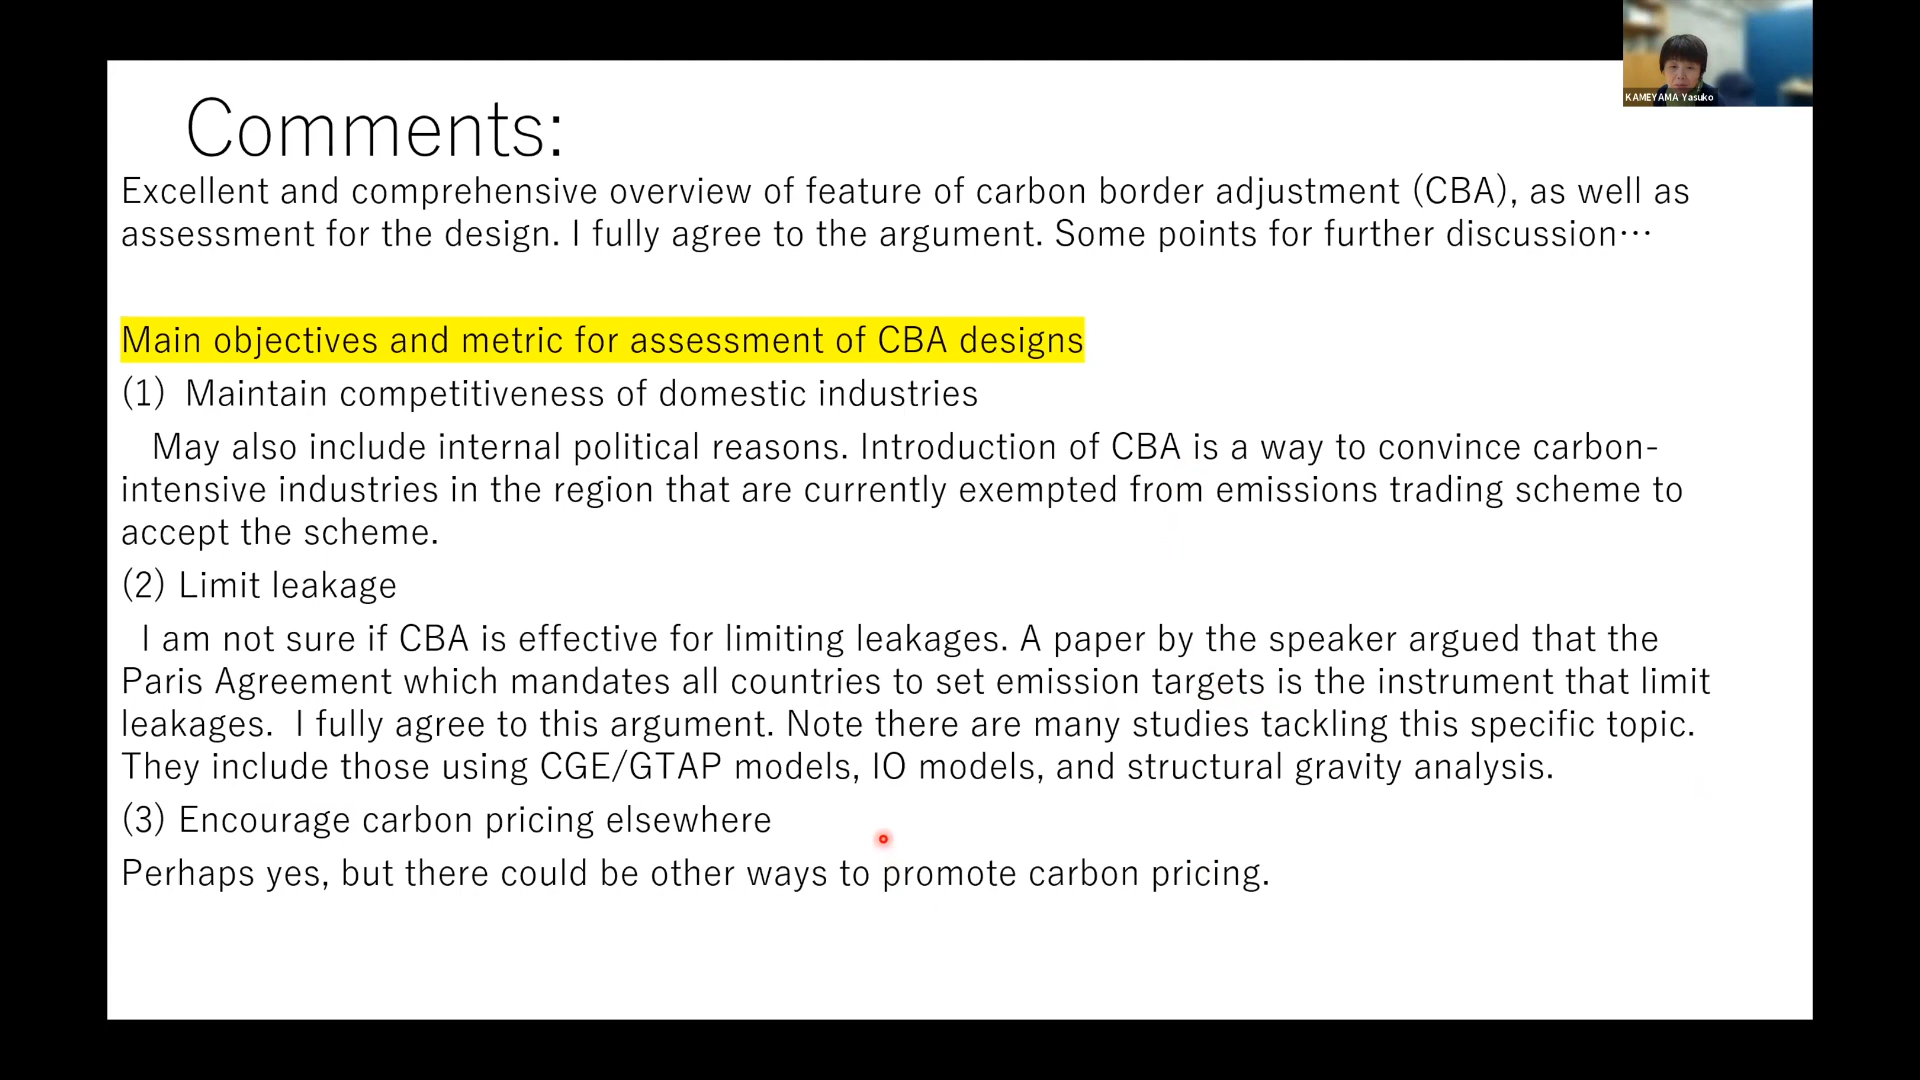 KAMEYAMA Yasuko
Comments:
Excellent and comprehensive overview of feature of carbon border adjustment (CBA), as well as
assessment for the design. I fully agree to the argument. Some points for further discussion…
Main objectives and metric for assessment of CBA designs
(1) Maintain competitiveness of domestic industries
May also include internal political reasons. Introduction of CBA is a way to convince carbon-
intensive industries in the region that are currently exempted from emissions trading scheme to
accept the scheme.
(2) Limit leakage
I am not sure if CBA is effective for limiting leakages. A paper by the speaker argued that the
Paris Agreement which mandates all countries to set emission targets is the instrument that limit
leakages. I fully agree to this argument. Note there are many studies tackling this specific topic.
They include those using CGE/GTAP models, IO models, and structural gravity analysis.
(3) Encourage carbon pricing elsewhere
Perhaps yes, but there could be other ways to promote carbon pricing.